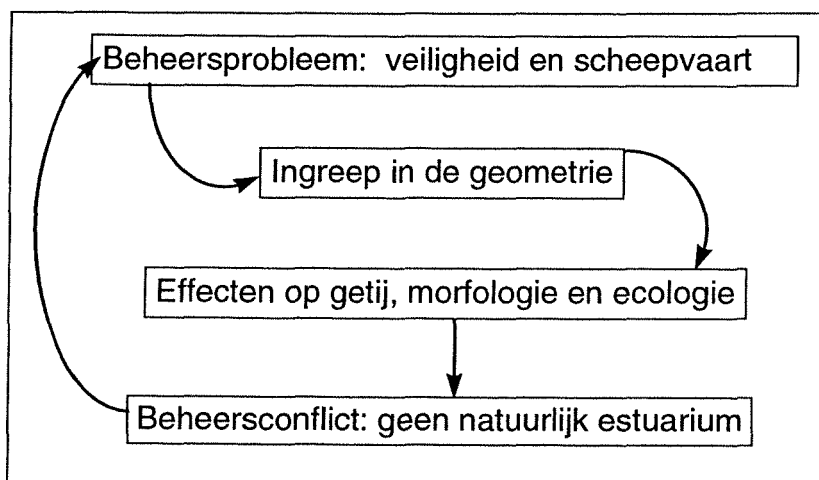 Beheersprobleem: veiligheid en scheepvaart
Ingreep in de geometrie
Effecten op getij, morfologie en ecologie
Beheersconflict: geen natuurlijk estuarium